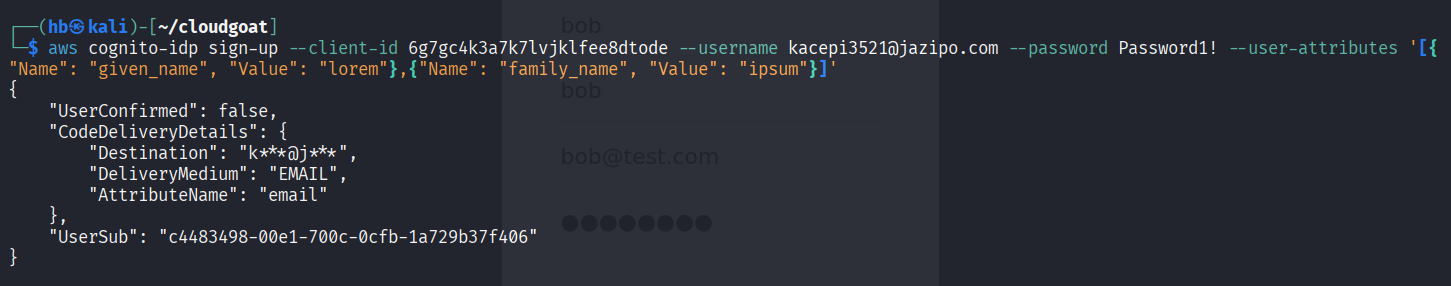 ┌──(hb㉿kali)-[~/cloudgoat]
└─$ aws cognito-idp sign-up --client-id 6g7gc4k3a7k7lvjklfee8dtode --username kacepi3521@jazipo.com --password Password1! --user-attributes '[{
"Name": "given_name", "Value": "lorem"},{"Name": "family_name", "Value": "ipsum"}]'
{
    "UserConfirmed": false,
    "CodeDeliveryDetails": {
        "Destination": "k***@j***",
        "DeliveryMedium": "EMAIL",
        "AttributeName": "email"
    },
    "UserSub": "c4483498-00e1-700c-0cfb-1a729b37f406"
}
bob
bob
bob@test.com
●●●●●●●●